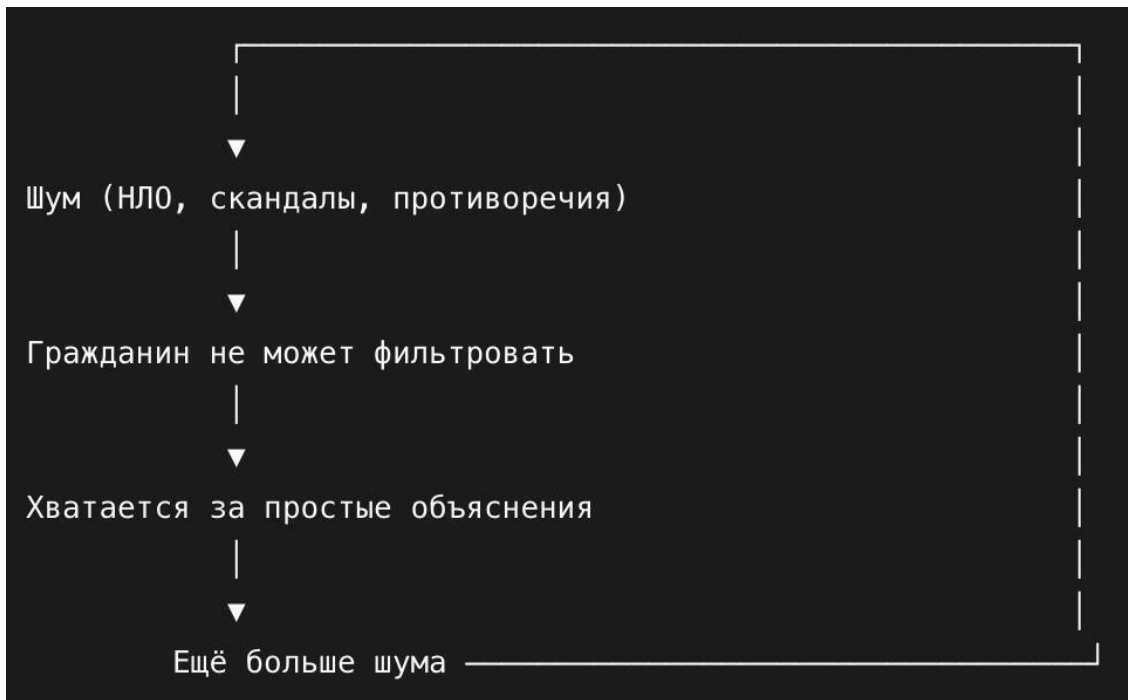 Шум (НЛО, скандалы, противоречия)
Гражданин не может фильтровать
Хватается за простые объяснения
Ещё больше шума